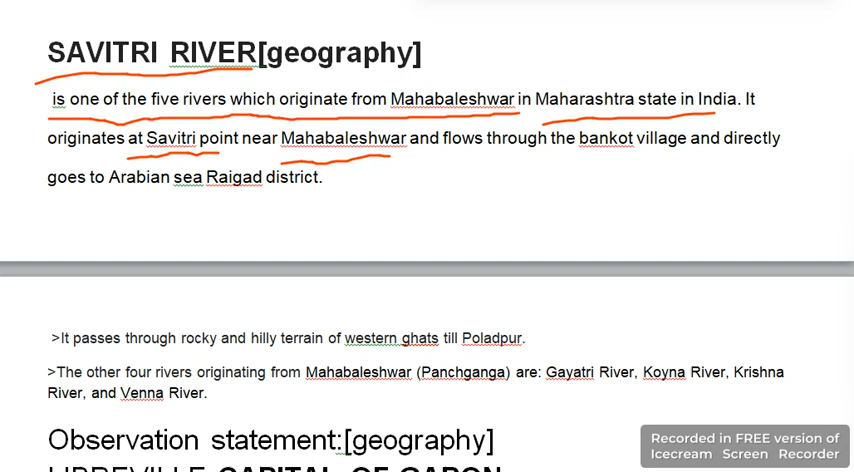 SAVITRI RIVER[geography]
is one of the five rivers which originate from Mahabaleshwar in Maharashtra state in India. It
originates at Savitri point near Mahabaleshwar and flows through the bankot village and directly
goes to Arabian sea Raigad district.
>It passes through rocky and hilly terrain of western ghats till Poladpur.
>The other four rivers originating from Mahabaleshwar (Panchganga) are: Gayatri River, Koyna River, Krishna
River, and Venna River.
Observation statement:[geography]
LIBREVILLE CAPITAL OF GABON
Recorded in FREE version of
Icecream Screen Recorder